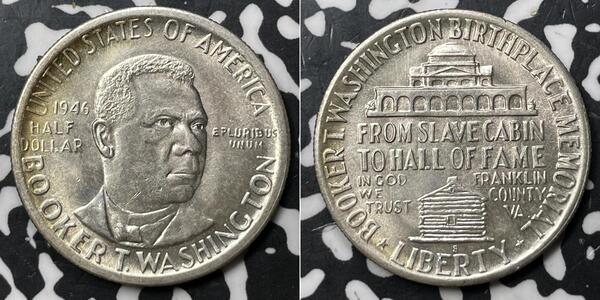 UNITED STATES OF AMERICA
1946
HALF
DOLLAR
E PLURIBUS
UNUM
BOOKER T. WASHINGTON
BOOKER T. WASHINGTON BIRTHPLACE MEMORIAL
FROM SLAVE CABIN
TO HALL OF FAME
IN GOD
WE
TRUST
FRANKLIN
COUNTY
VA
S
LIBERTY